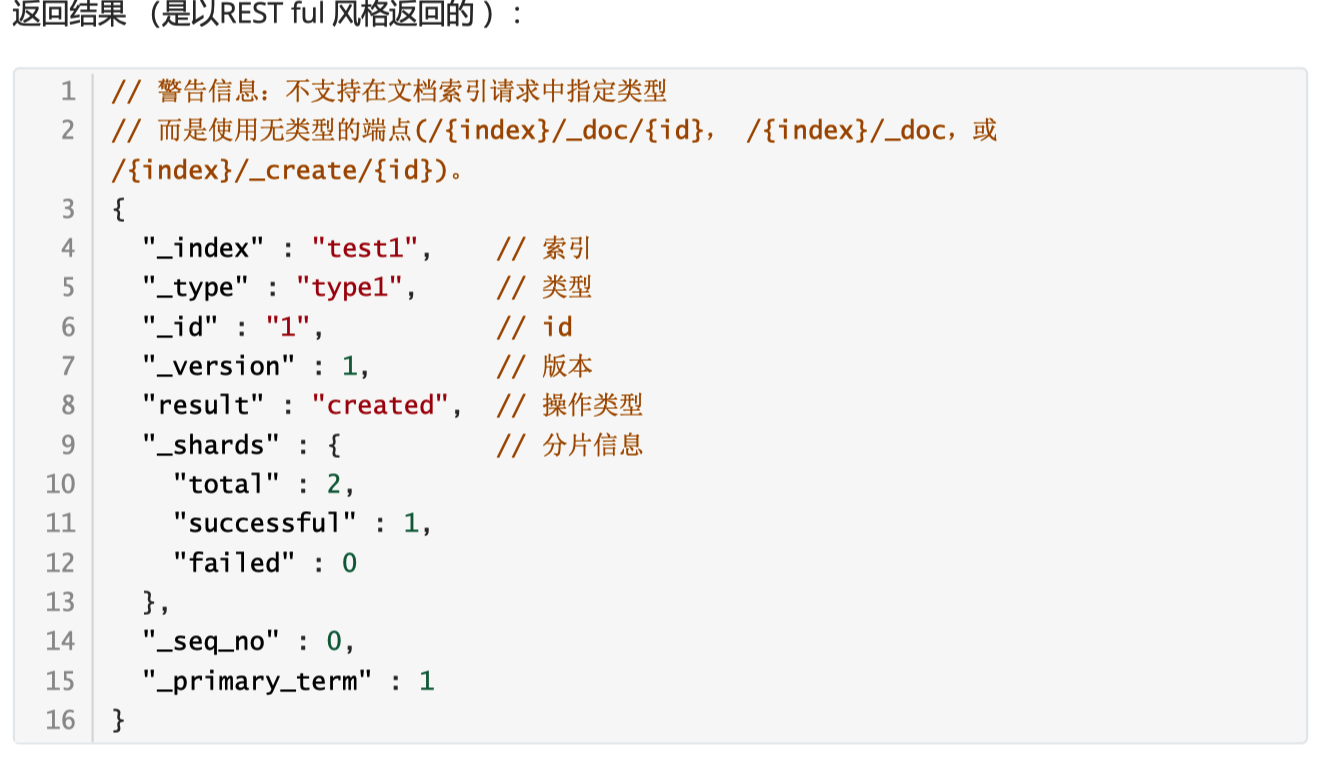 返回结果 （是以REST ful 风格返回的 ）：
1 // 警告信息：不支持在文档索引请求中指定类型
2 // 而是使用无类型的端点(/{index}/_doc/{id}， /{index}/_doc，或
/{index}/_create/{id})。
3 {
4 "_index" : "test1", // 索引
5 "_type" : "type1", // 类型
6 "_id" : "1", // id
7 "_version" : 1, // 版本
8 "result" : "created", // 操作类型
9 "_shards" : { // 分片信息
10 "total" : 2,
11 "successful" : 1,
12 "failed" : 0
13 },
14 "_seq_no" : 0,
15 "_primary_term" : 1
16 }